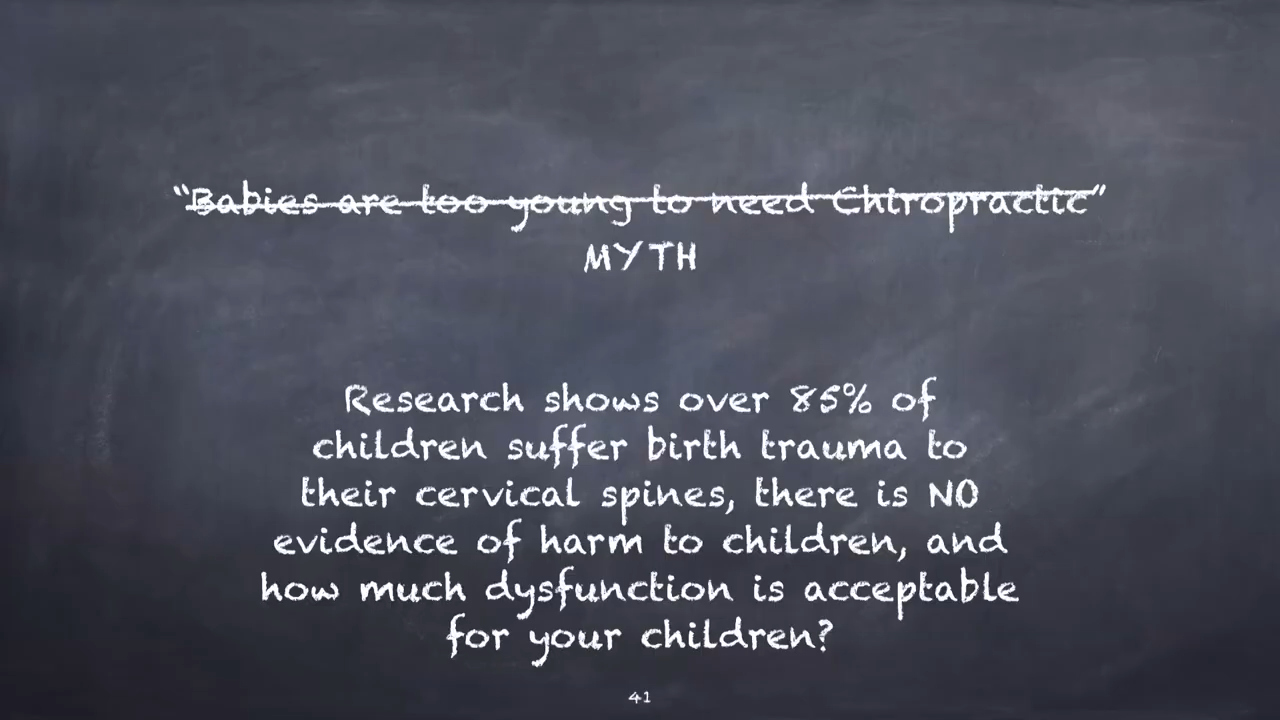 “Babies are too young to need Chiropractic”
MYTH
Research shows over 85% of
children suffer birth trauma to
their cervical spines, there is NO
evidence of harm to children, and
how much dysfunction is acceptable
for your children?
41